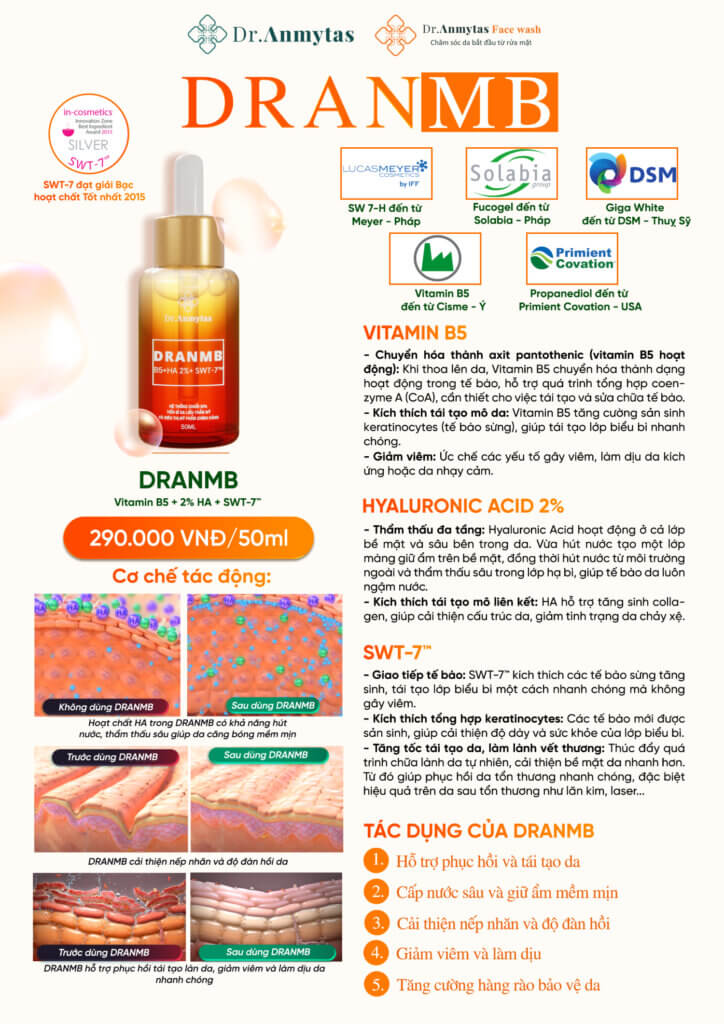 Dr.Anmytas
Dr.Anmytas Face wash
Chăm sóc da bắt đầu từ rửa mặt
DRANMB
in-cosmetics
Innovation Zone
Best Ingredient
Award 2015
SILVER
SWT-7™
SWT-7 đạt giải Bạc
hoạt chất Tốt nhất 2015
LUCASMEYER
COSMETICS
by IFF
SW 7-H đến từ
Meyer - Pháp
Solabia
group
Fucogel đến từ
Solabia - Pháp
DSM
Giga White
đến từ DSM - Thuỵ Sỹ
Vitamin B5
đến từ Cisme - Ý
Primient
Covation
Propanediol đến từ
Primient Covation - USA
Dr.Anmytas
DRANMB
B5+HA 2%+ SWT-7™
HỆ THỐNG CHUỖI SPA
50ML
DRANMB
Vitamin B5 + 2% HA + SWT-7™
290.000 VNĐ/50ml
Cơ chế tác động:
HA HA HA HA HA
Không dùng DRANMB
Sau dùng DRANMB
Hoạt chất HA trong DRANMB có khả năng hút
nước, thẩm thấu sâu giúp da căng bóng mềm mịn
Trước dùng DRANMB
Sau dùng DRANMB
DRANMB cải thiện nếp nhăn và độ đàn hồi da
Trước dùng DRANMB
Sau dùng DRANMB
DRANMB hỗ trợ phục hồi tái tạo làn da, giảm viêm và làm dịu da
nhanh chóng
VITAMIN B5
- Chuyển hóa thành axit pantothenic (vitamin B5 hoạt
động): Khi thoa lên da, Vitamin B5 chuyển hóa thành dạng
hoạt động trong tế bào, hỗ trợ quá trình tổng hợp coen-
zyme A (CoA), cần thiết cho việc tái tạo và sửa chữa tế bào.
- Kích thích tái tạo mô da: Vitamin B5 tăng cường sản sinh
keratinocytes (tế bào sừng), giúp tái tạo lớp biểu bì nhanh
chóng.
- Giảm viêm: Ức chế các yếu tố gây viêm, làm dịu da kích
ứng hoặc da nhạy cảm.
HYALURONIC ACID 2%
- Thẩm thấu đa tầng: Hyaluronic Acid hoạt động ở cả lớp
bề mặt và sâu bên trong da. Vừa hút nước tạo một lớp
màng giữ ẩm trên bề mặt, đồng thời hút nước từ môi trường
ngoài và thẩm thấu sâu trong lớp hạ bì, giúp tế bào da luôn
ngậm nước.
- Kích thích tái tạo mô liên kết: HA hỗ trợ tăng sinh colla-
gen, giúp cải thiện cấu trúc da, giảm tình trạng da chảy xệ.
SWT-7™
- Giao tiếp tế bào: SWT-7™ kích thích các tế bào sừng tăng
sinh, tái tạo lớp biểu bì một cách nhanh chóng mà không
gây viêm.
- Kích thích tổng hợp keratinocytes: Các tế bào mới được
sản sinh, giúp cải thiện độ dày và sức khỏe của lớp biểu bì.
- Tăng tốc tái tạo da, làm lành vết thương: Thúc đẩy quá
trình chữa lành da tự nhiên, cải thiện bề mặt da nhanh hơn.
Từ đó giúp phục hồi da tổn thương nhanh chóng, đặc biệt
hiệu quả trên da sau tổn thương như lăn kim, laser...
TÁC DỤNG CỦA DRANMB
1. Hỗ trợ phục hồi và tái tạo da
2. Cấp nước sâu và giữ ẩm mềm mịn
3. Cải thiện nếp nhăn và độ đàn hồi
4. Giảm viêm và làm dịu
5. Tăng cường hàng rào bảo vệ da